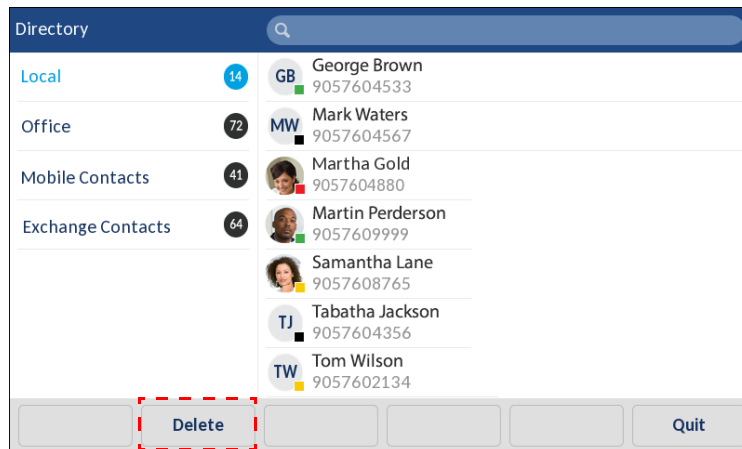 Directory
Local 14
Office 72
Mobile Contacts 41
Exchange Contacts 64
GB George Brown
9057604533
MW Mark Waters
9057604567
Martha Gold
9057604880
Martin Perderson
9057609999
Samantha Lane
9057608765
TJ Tabatha Jackson
9057604356
TW Tom Wilson
9057602134
Delete Quit